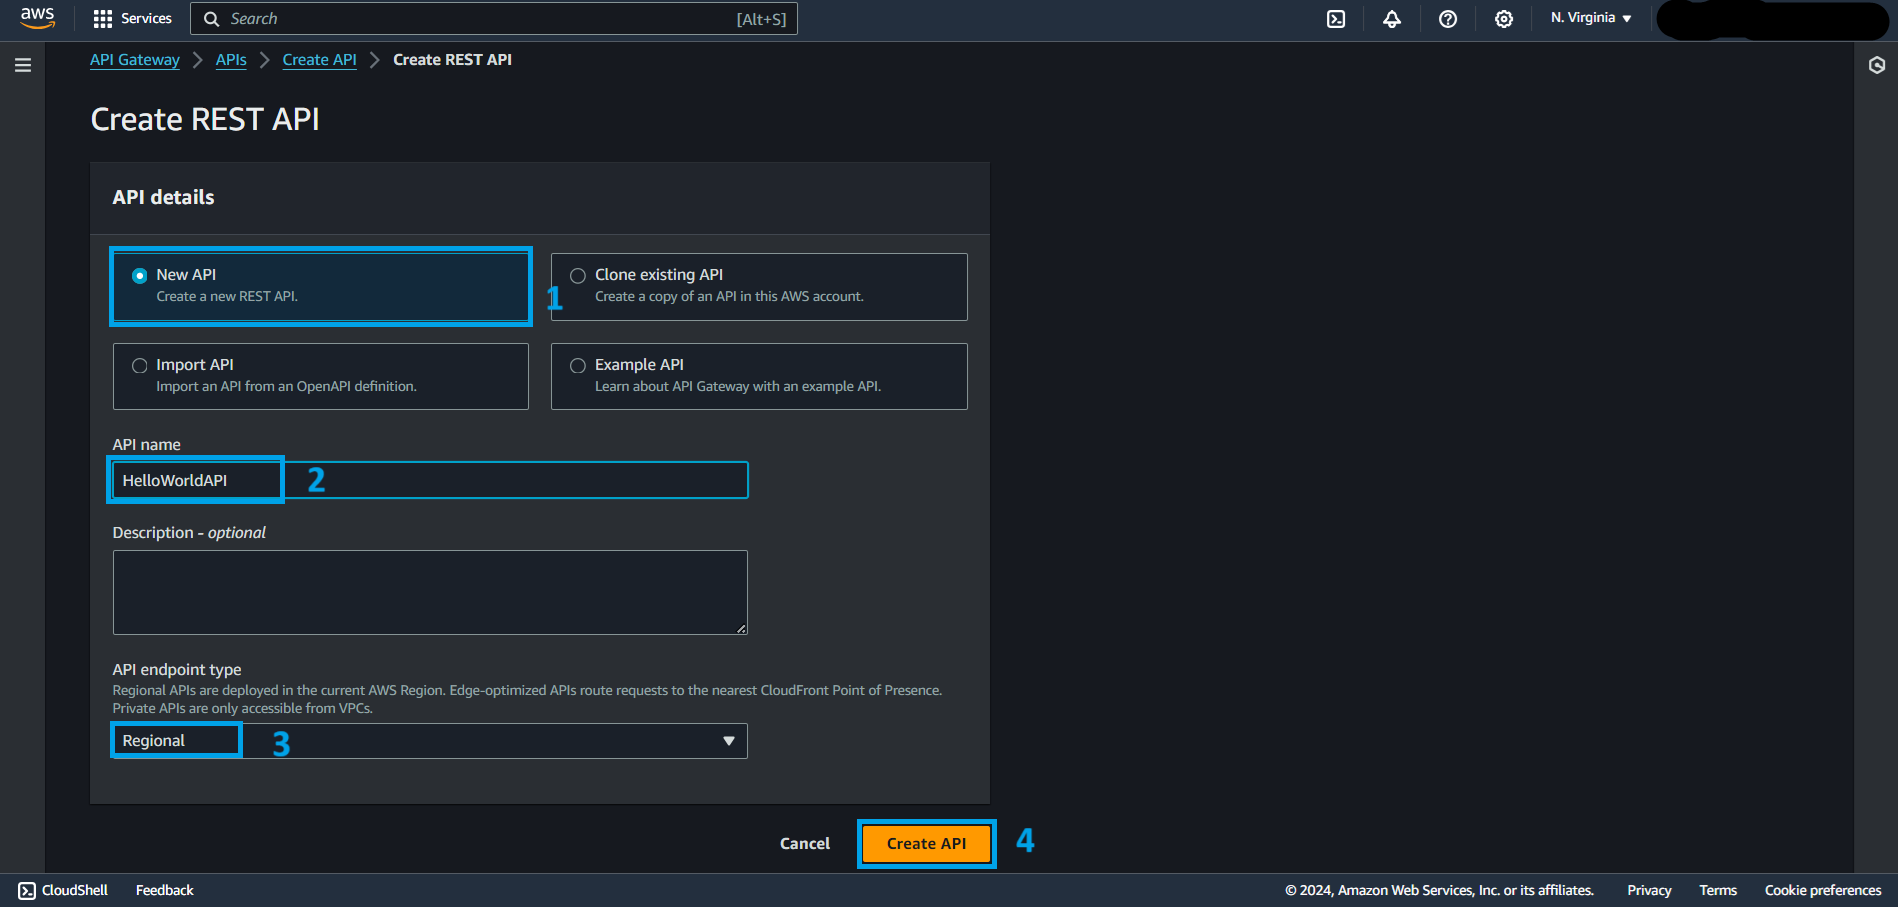 aws Services Search [Alt+S] N. Virginia
API Gateway APIs Create API Create REST API
Create REST API
API details
New API
Create a new REST API.
1
Clone existing API
Create a copy of an API in this AWS account.
Import API
Import an API from an OpenAPI definition.
Example API
Learn about API Gateway with an example API.
API name
HelloWorldAPI 2
Description - optional
API endpoint type
Regional APIs are deployed in the current AWS Region. Edge-optimized APIs route requests to the nearest CloudFront Point of Presence.
Private APIs are only accessible from VPCs.
Regional 3
Cancel Create API 4
CloudShell Feedback © 2024, Amazon Web Services, Inc. or its affiliates. Privacy Terms Cookie preferences